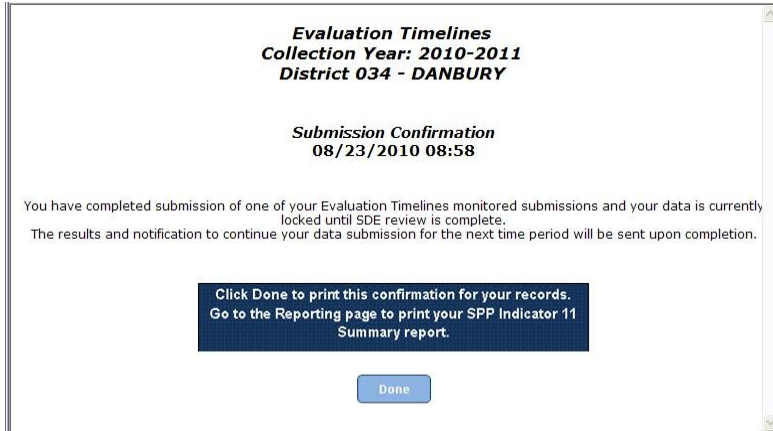 Evaluation Timelines
Collection Year: 2010-2011
District 034 - DANBURY
Submission Confirmation
08/23/2010 08:58
You have completed submission of one of your Evaluation Timelines monitored submissions and your data is currently
locked until SDE review is complete.
The results and notification to continue your data submission for the next time period will be sent upon completion.
Click Done to print this confirmation for your records.
Go to the Reporting page to print your SPP Indicator 11
Summary report.
Done